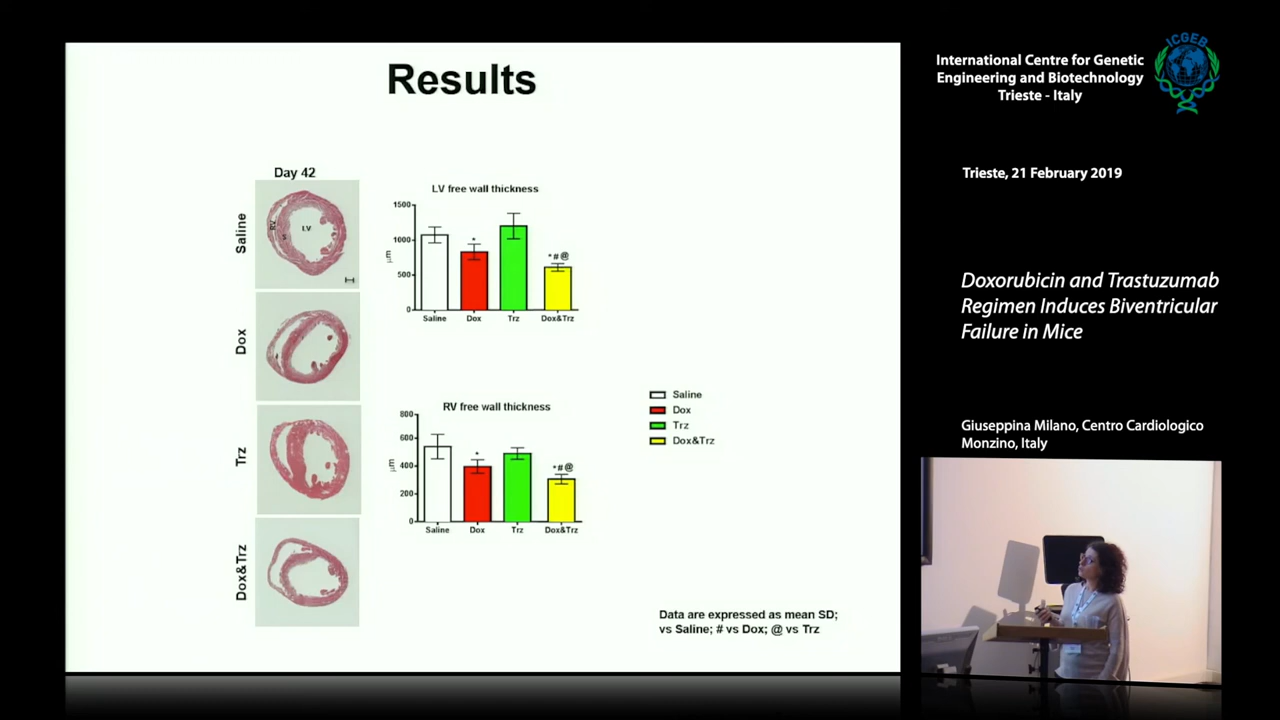 Results
Day 42
Saline
RV
LV
Dox
Trz
Dox&Trz
LV free wall thickness
1500
1000
500
0
µm
*
*#@
Saline
Dox
Trz
Dox&Trz
RV free wall thickness
800
600
400
200
0
µm
*
*#@
Saline
Dox
Trz
Dox&Trz
Saline
Dox
Trz
Dox&Trz
Data are expressed as mean SD;
vs Saline; # vs Dox; @ vs Trz
International Centre for Genetic
Engineering and Biotechnology
Trieste - Italy
ICGEB
Trieste, 21 February 2019
Doxorubicin and Trastuzumab
Regimen Induces Biventricular
Failure in Mice
Giuseppina Milano, Centro Cardiologico
Monzino, Italy